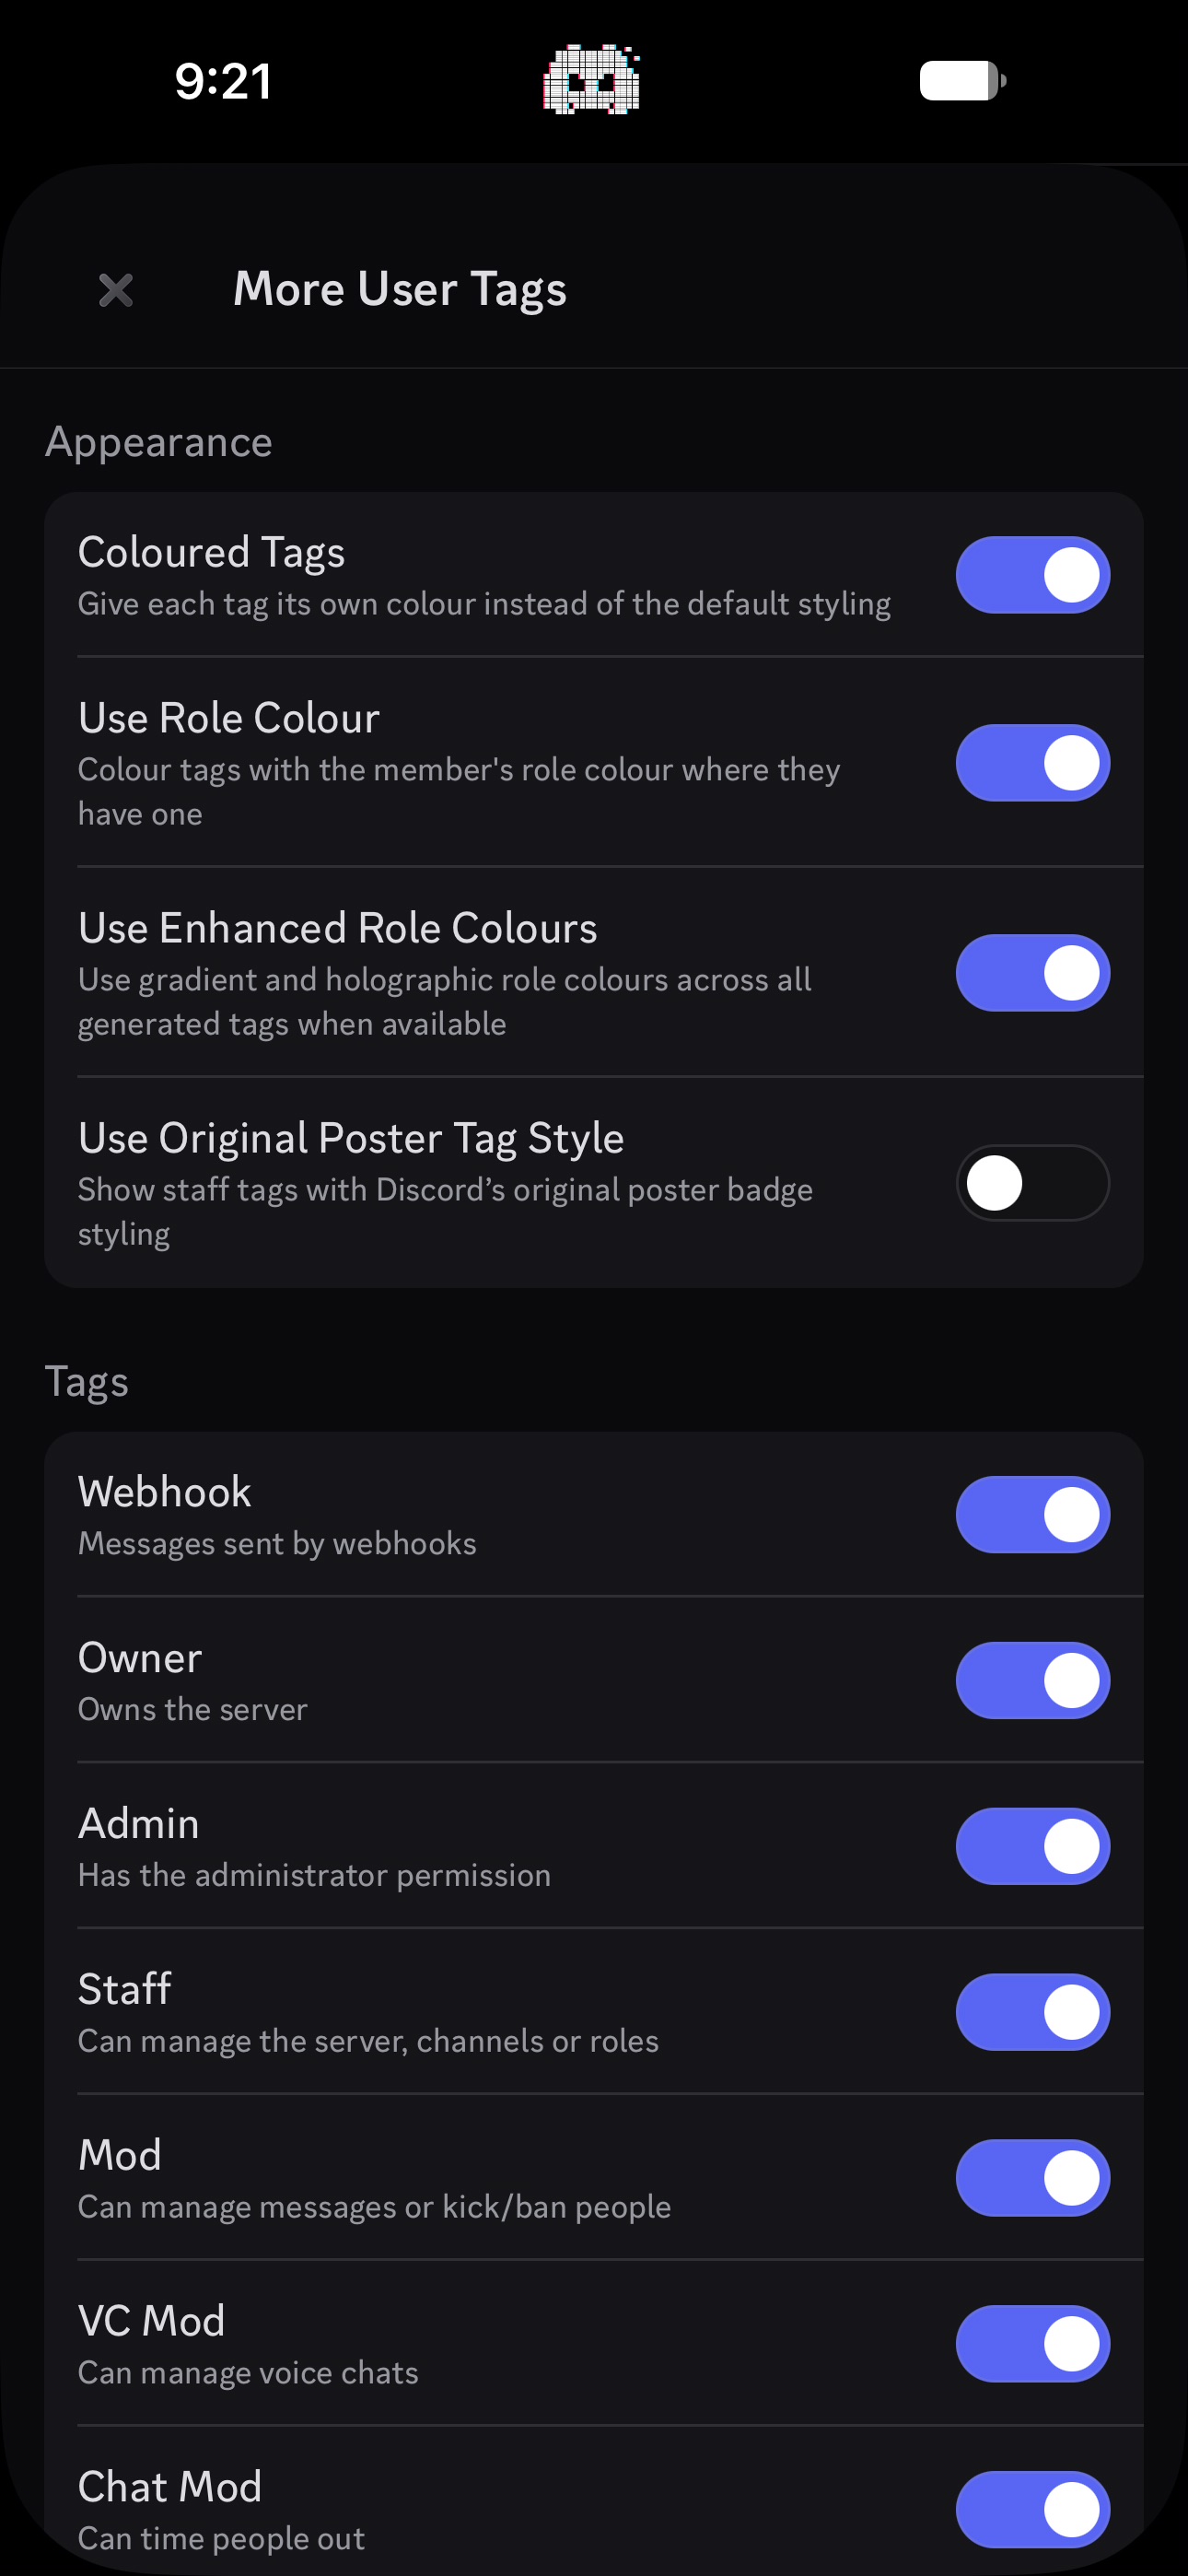 9:21
More User Tags
Appearance
Coloured Tags
Give each tag its own colour instead of the default styling
Use Role Colour
Colour tags with the member's role colour where they
have one
Use Enhanced Role Colours
Use gradient and holographic role colours across all
generated tags when available
Use Original Poster Tag Style
Show staff tags with Discord’s original poster badge
styling
Tags
Webhook
Messages sent by webhooks
Owner
Owns the server
Admin
Has the administrator permission
Staff
Can manage the server, channels or roles
Mod
Can manage messages or kick/ban people
VC Mod
Can manage voice chats
Chat Mod
Can time people out